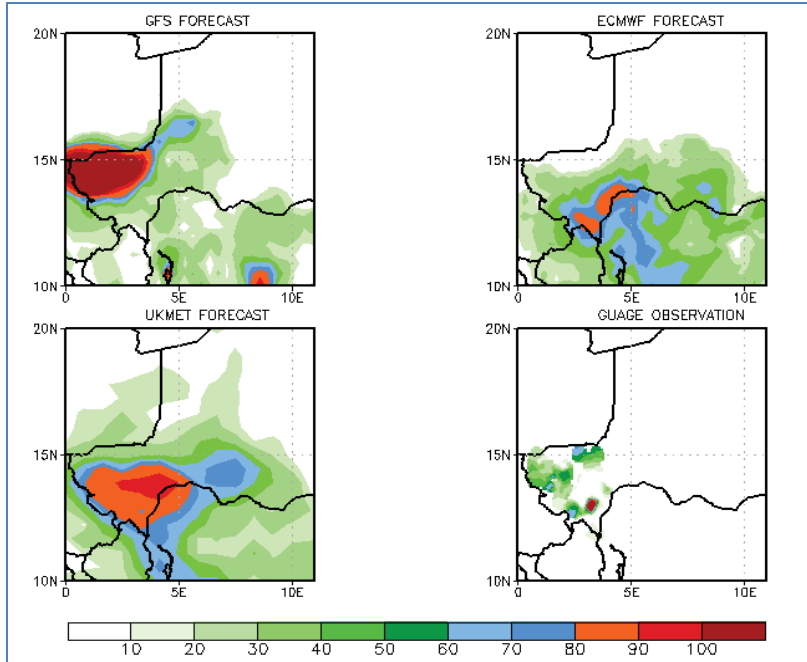 GFS FORECAST
ECMWF FORECAST
20N
15N
10N
0
5E
10E
20N
15N
10N
0
5E
10E
UKMET FORECAST
GUAGE OBSERVATION
20N
15N
10N
0
5E
10E
20N
15N
10N
0
5E
10E
10 20 30 40 50 60 70 80 90 100